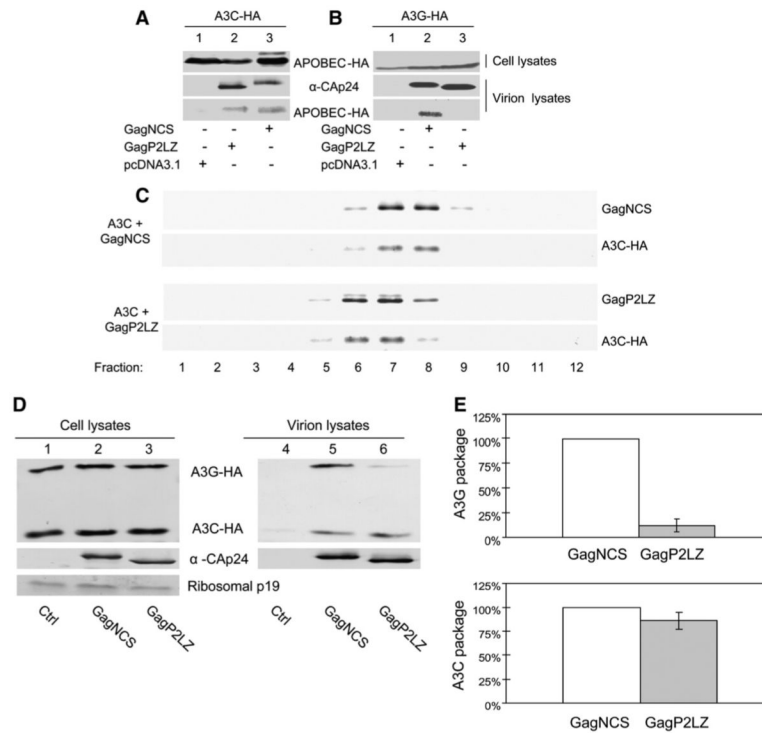 A
A3C-HA
1 2 3
APOBEC-HA
α-CAp24
APOBEC-HA
GagNCS - - +
GagP2LZ - + -
pcDNA3.1 + - -
B
A3G-HA
1 2 3
Cell lysates
Virion lysates
- + -
- - +
+ - -
C
A3C +
GagNCS
GagNCS
A3C-HA
A3C +
GagP2LZ
GagP2LZ
A3C-HA
Fraction: 1 2 3 4 5 6 7 8 9 10 11 12
D
Cell lysates
1 2 3
Virion lysates
4 5 6
A3G-HA
A3C-HA
α -CAp24
Ribosomal p19
Ctrl GagNCS GagP2LZ
Ctrl GagNCS GagP2LZ
E
A3G package
125%
100%
75%
50%
25%
0%
GagNCS GagP2LZ
A3C package
125%
100%
75%
50%
25%
0%
GagNCS GagP2LZ